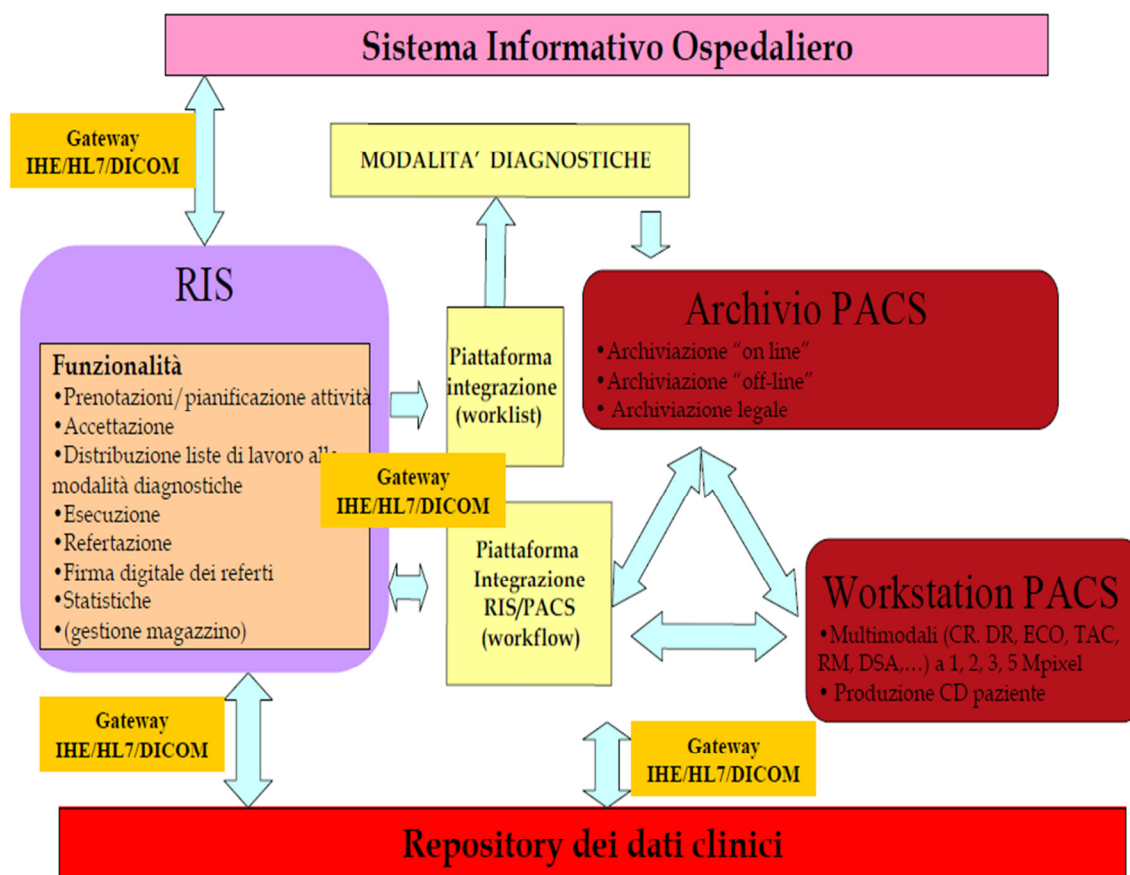 Sistema Informativo Ospedaliero
Gateway
IHE/HL7/DICOM
MODALITA’ DIAGNOSTICHE
RIS
Funzionalità
•Prenotazioni/pianificazione attività
•Accettazione
•Distribuzione liste di lavoro alle
modalità diagnostiche
•Esecuzione
•Refertazione
•Firma digitale dei referti
•Statistiche
•(gestione magazzino)
Piattaforma
integrazione
(worklist)
Archivio PACS
•Archiviazione “on line”
•Archiviazione “off-line”
• Archiviazione legale
Gateway
IHE/HL7/DICOM
Piattaforma
Integrazione
RIS/PACS
(workflow)
Workstation PACS
•Multimodali (CR. DR, ECO, TAC,
RM, DSA,...) a 1, 2, 3, 5 Mpixel
• Produzione CD paziente
Gateway
IHE/HL7/DICOM
Gateway
IHE/HL7/DICOM
Repository dei dati clinici